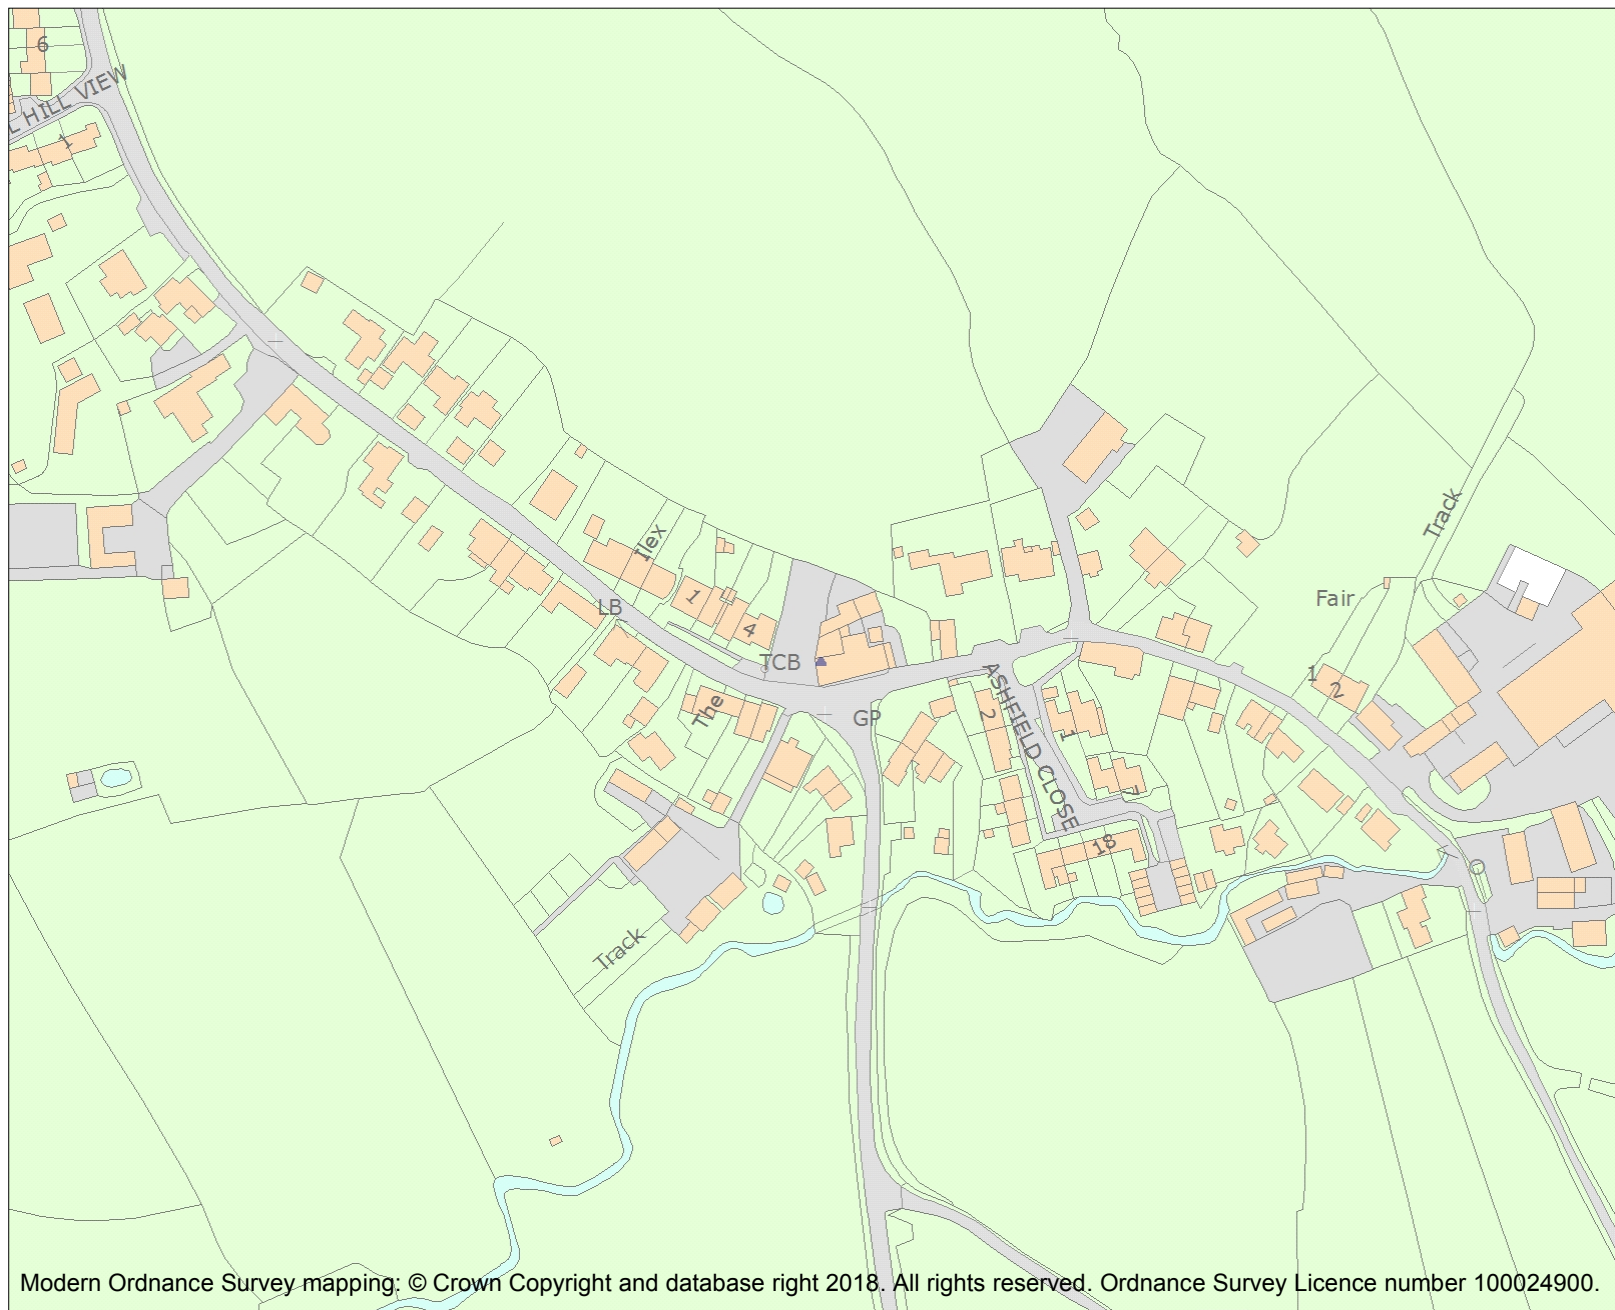 6
L HILL VIEW
1
Ilex
LB
1
4
TCB
The
GP
ASHFIELD CLOSE
2
1
7
18
Track
Fair
1
2
Track
Modern Ordnance Survey mapping: © Crown Copyright and database right 2018. All rights reserved. Ordnance Survey Licence number 100024900.